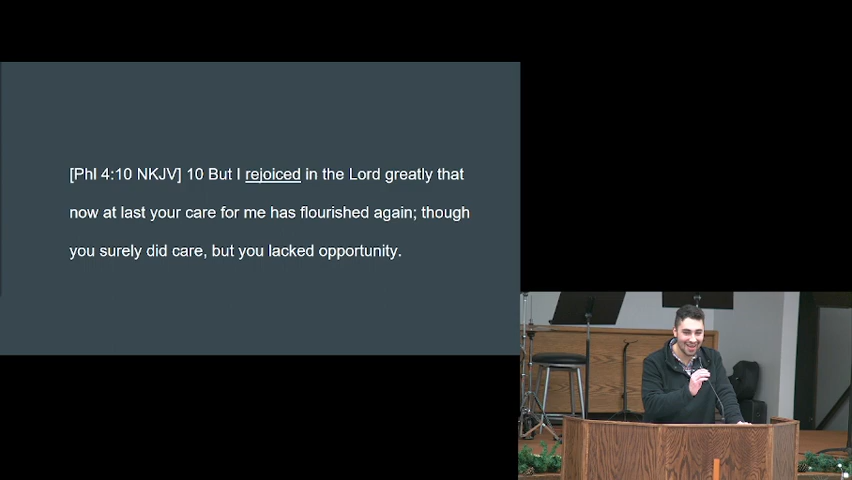 [Phl 4:10 NKJV] 10 But I rejoiced in the Lord greatly that
now at last your care for me has flourished again; though
you surely did care, but you lacked opportunity.